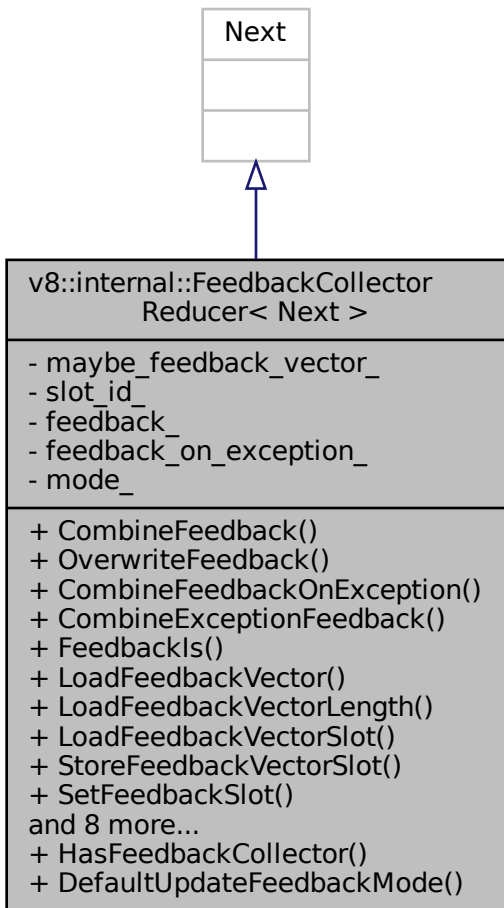 Next
v8::internal::FeedbackCollector
Reducer< Next >
- maybe_feedback_vector_
- slot_id_
- feedback_
- feedback_on_exception_
- mode_
+ CombineFeedback()
+ OverwriteFeedback()
+ CombineFeedbackOnException()
+ CombineExceptionFeedback()
+ FeedbackIs()
+ LoadFeedbackVector()
+ LoadFeedbackVectorLength()
+ LoadFeedbackVectorSlot()
+ StoreFeedbackVectorSlot()
+ SetFeedbackSlot()
and 8 more...
+ HasFeedbackCollector()
+ DefaultUpdateFeedbackMode()